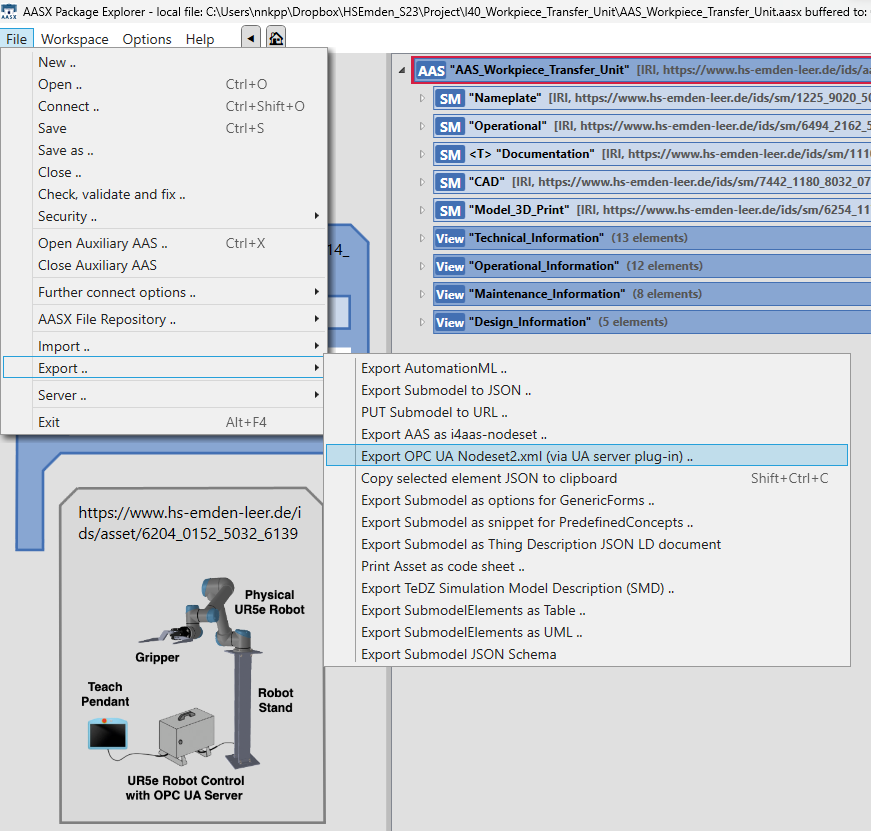 AASX Package Explorer - local file: C:\Users\nnkpp\Dropbox\HSEmden_S23\Project\I40_Workpiece_Transfer_Unit\AAS_Workpiece_Transfer_Unit.aasx buffered to:
File Workspace Options Help
New ..
Open .. Ctrl+O
Connect .. Ctrl+Shift+O
Save Ctrl+S
Save as ..
Close ..
Check, validate and fix ..
Security ..
Open Auxiliary AAS .. Ctrl+X
Close Auxiliary AAS
Further connect options ..
AASX File Repository ..
Import ..
Export ..
Server ..
Exit Alt+F4
14_
AAS "AAS_Workpiece_Transfer_Unit" [IRI, https://www.hs-emden-leer.de/ids/aa
SM "Nameplate" [IRI, https://www.hs-emden-leer.de/ids/sm/1225_9020_50
SM "Operational" [IRI, https://www.hs-emden-leer.de/ids/sm/6494_2162_5
SM <T> "Documentation" [IRI, https://www.hs-emden-leer.de/ids/sm/111
SM "CAD" [IRI, https://www.hs-emden-leer.de/ids/sm/7442_1180_8032_07
SM "Model_3D_Print" [IRI, https://www.hs-emden-leer.de/ids/sm/6254_11
View "Technical_Information" (13 elements)
View "Operational_Information" (12 elements)
View "Maintenance_Information" (8 elements)
View "Design_Information" (5 elements)
Export AutomationML ..
Export Submodel to JSON ..
PUT Submodel to URL ..
Export AAS as i4aas-nodeset ..
Export OPC UA Nodeset2.xml (via UA server plug-in) ..
Copy selected element JSON to clipboard Shift+Ctrl+C
Export Submodel as options for GenericForms ..
Export Submodel as snippet for PredefinedConcepts ..
Export Submodel as Thing Description JSON LD document
Print Asset as code sheet ..
Export TeDZ Simulation Model Description (SMD) ..
Export SubmodelElements as Table ..
Export SubmodelElements as UML ..
Export Submodel JSON Schema
https://www.hs-emden-leer.de/i
ds/asset/6204_0152_5032_6139
Physical
UR5e Robot
Gripper
Teach
Pendant
Robot
Stand
UR5e Robot Control
with OPC UA Server